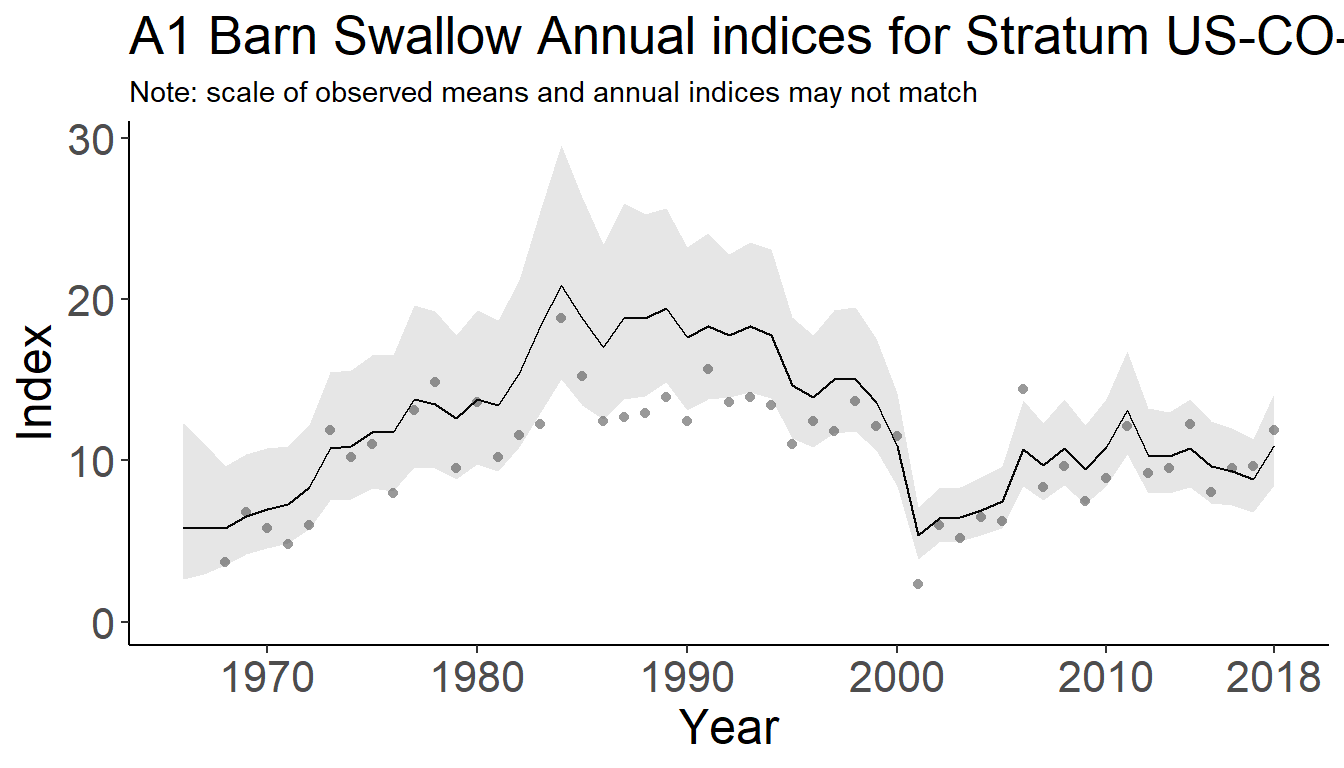 A1 Barn Swallow Annual indices for Stratum US-CO-
Note: scale of observed means and annual indices may not match
30
20
10
0
Index
1970 1980 1990 2000 2010 2018
Year